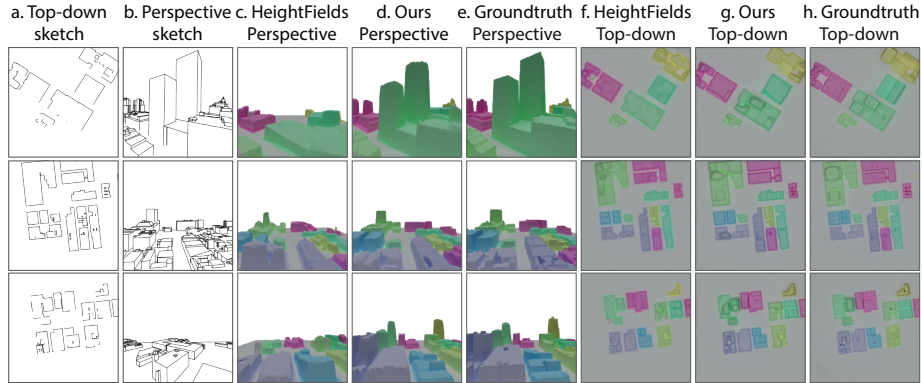 a. Top-down b. Perspective c. HeightFields d. Ours e. Groundtruth f. HeightFields g. Ours h. Groundtruth
sketch sketch Perspective Perspective Perspective Top-down Top-down Top-down